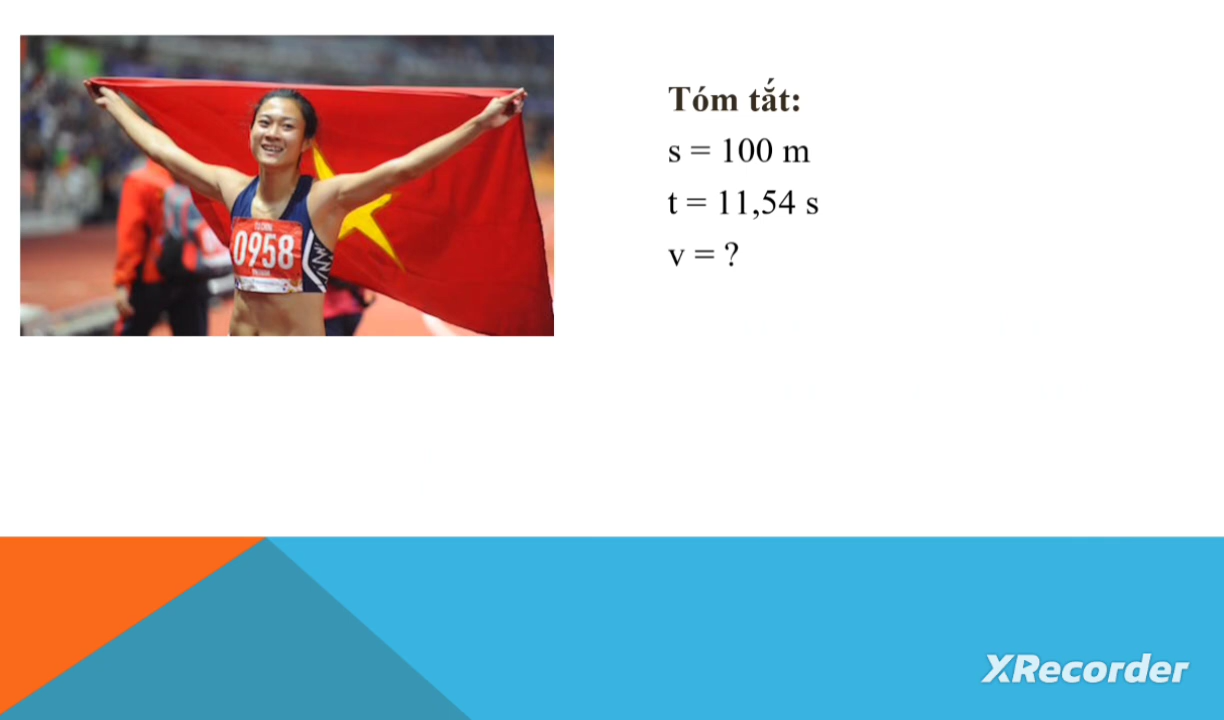 0958
Tóm tắt:
s = 100 m
t = 11,54 s
v = ?
XRecorder